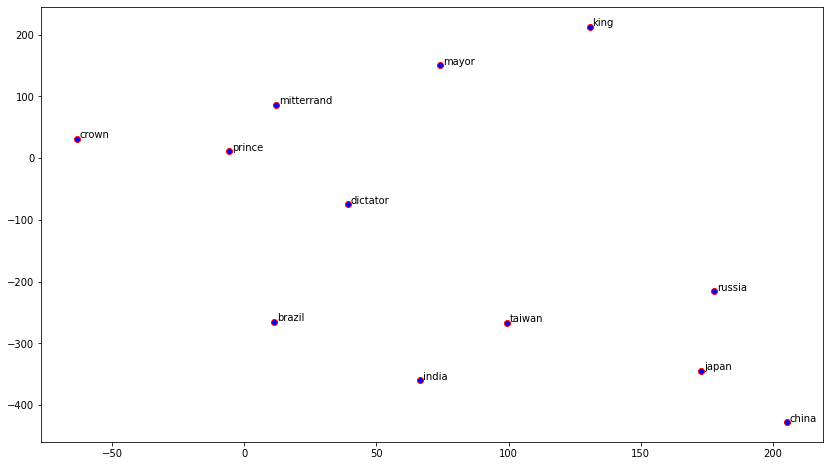 king
mayor
mitterrand
crown
prince
dictator
russia
brazil
taiwan
india
japan
china
200
100
0
−100
−200
−300
−400
−50
0
50
100
150
200